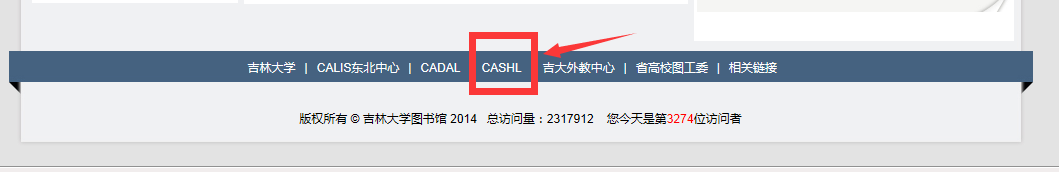 吉林大学 | CALIS东北中心 | CADAL CASHL 吉大外教中心 | 省高校图工委 | 相关链接
版权所有 © 吉林大学图书馆 2014 总访问量：2317912 您今天是第3274位访问者